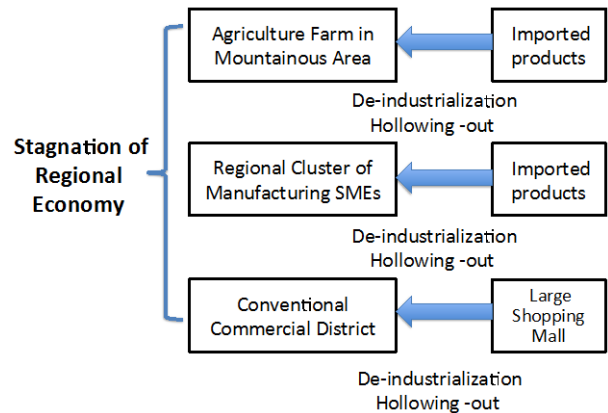 Agriculture Farm in
Mountainous Area
Imported
products
De-industrialization
Hollowing -out
Stagnation of
Regional
Economy
Regional Cluster of
Manufacturing SMEs
Imported
products
De-industrialization
Hollowing -out
Conventional
Commercial District
Large
Shopping
Mall
De-industrialization
Hollowing -out